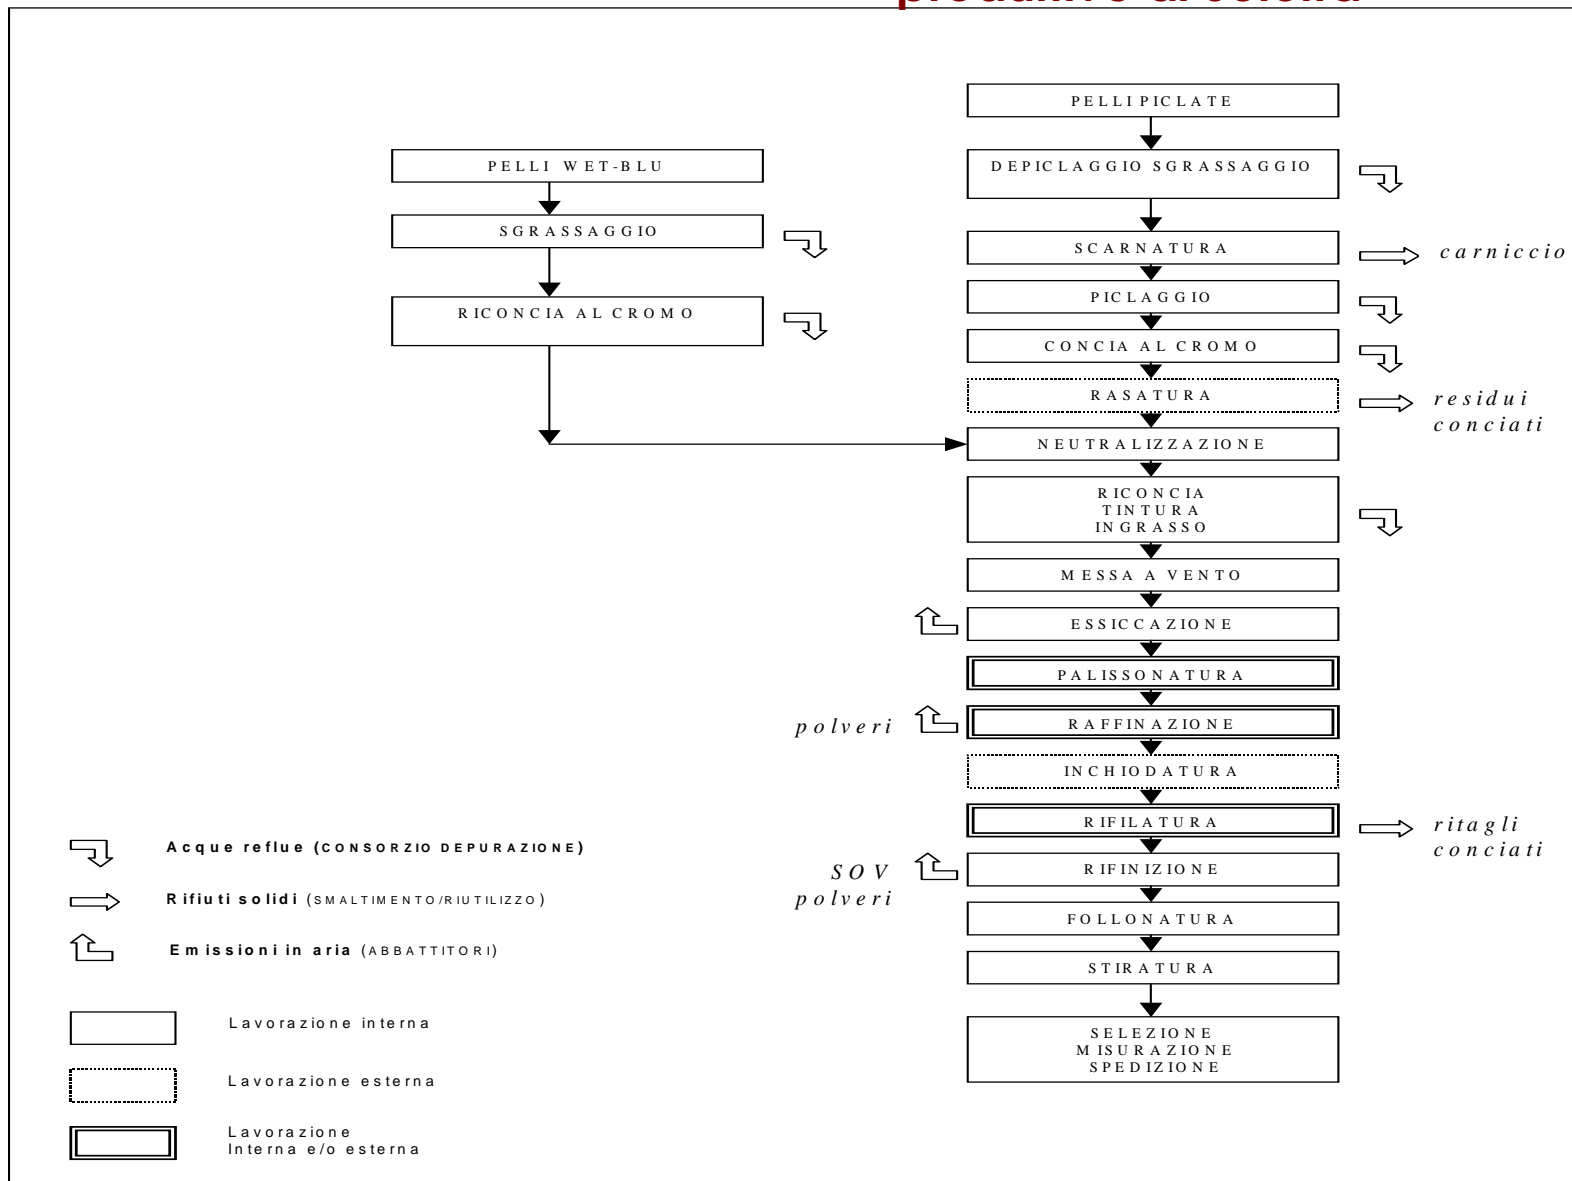 PELLI PICLATE
PELLI WET-BLU
DEPICLAGGIO SGRASSAGGIO
SGRASSAGGIO
SCARNATURA
carniccio
PICLAGGIO
RICONCIA AL CROMO
CONCIA AL CROMO
RASATURA
residui
conciati
NEUTRALIZZAZIONE
RICONCIA
TINTURA
INGRASSO
MESSA A VENTO
ESSICCAZIONE
PALISSONATURA
polveri
RAFFINAZIONE
INCHIODATURA
RIFILATURA
ritagli
conciati
SOV
polveri
RIFINIZIONE
FOLLONATURA
STIRATURA
SELEZIONE
MISURAZIONE
SPEDIZIONE
Acque reflue (CONSORZIO DEPURAZIONE)
Rifiuti solidi (SMALTIMENTO/RIUTILIZZO)
Emissioni in aria (ABBATTITORI)
Lavorazione interna
Lavorazione esterna
Lavorazione
Interna e/o esterna